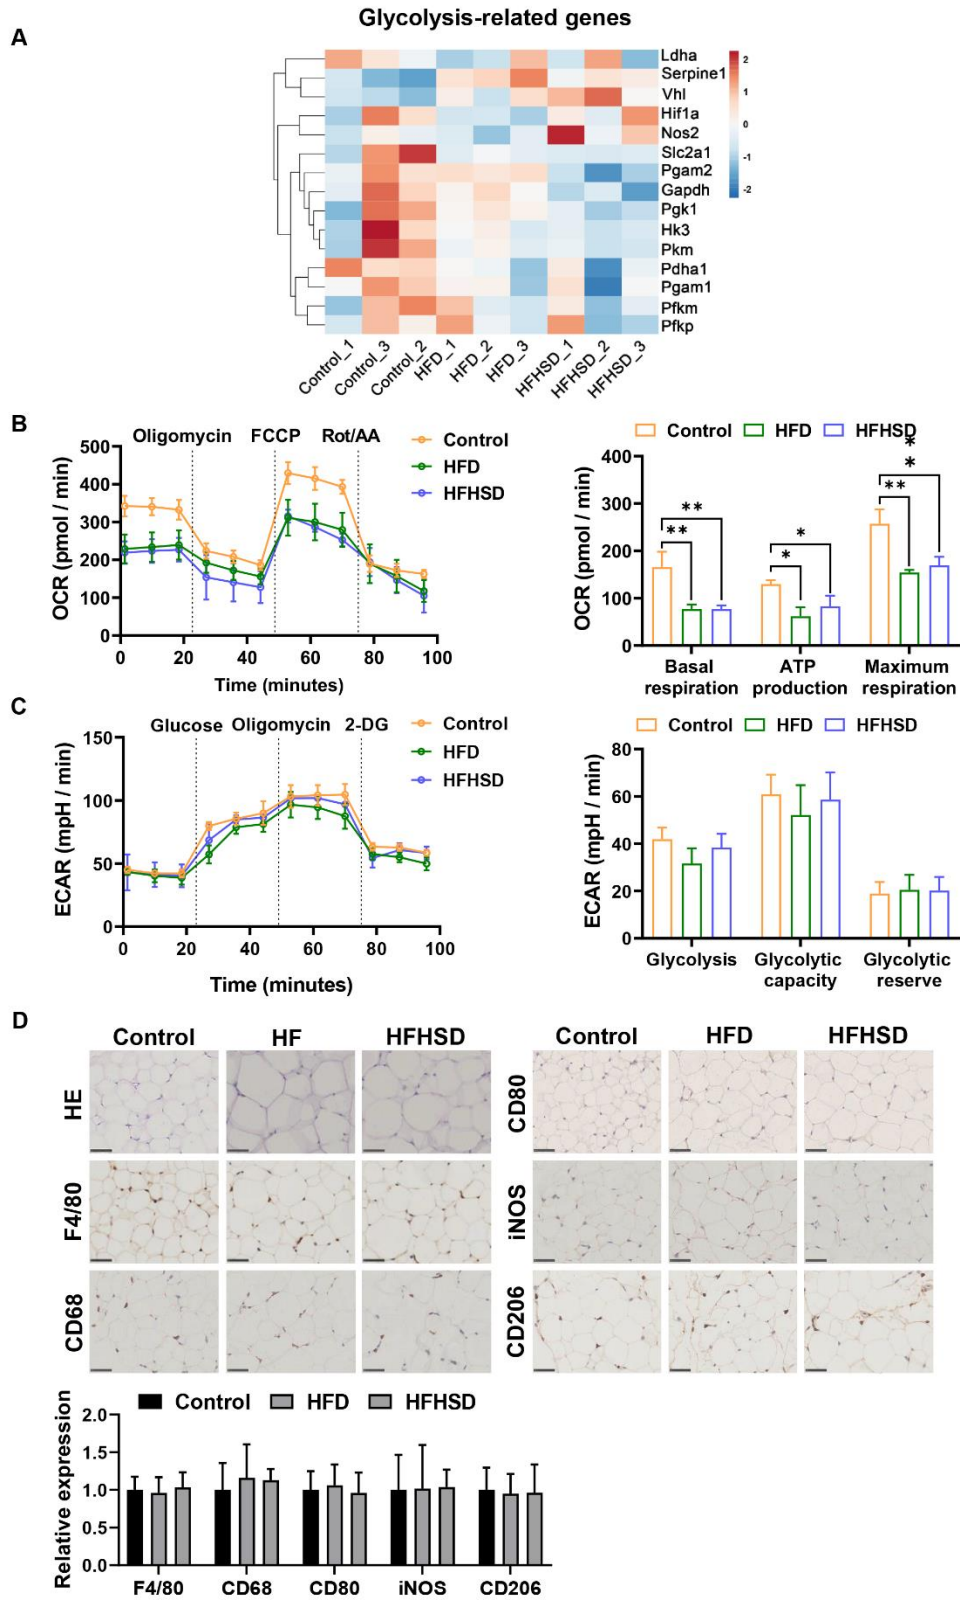 Glycolysis-related genes
A
Ldha
Serpine1
Vhl
Hif1a
Nos2
Slc2a1
Pgam2
Gapdh
Pgk1
Hk3
Pkm
Pdha1
Pgam1
Pfkm
Pfkp
2
1
0
-1
-2
Control_1
Control_3
Control_2
HFD_1
HFD_2
HFD_3
HFHSD_1
HFHSD_2
HFHSD_3
B
Oligomycin FCCP Rot/AA
Control
HFD
HFHSD
OCR (pmol / min)
500
400
300
200
100
0
0 20 40 60 80 100
Time (minutes)
Control HFD HFHSD
OCR (pmol / min)
400
300
200
100
0
** **
* *
** * *
Basal respiration
ATP production
Maximum respiration
C
Glucose Oligomycin 2-DG
Control
HFD
HFHSD
ECAR (mpH / min)
150
100
50
0
0 20 40 60 80 100
Time (minutes)
Control HFD HFHSD
ECAR (mpH / min)
80
60
40
20
0
Glycolysis
Glycolytic capacity
Glycolytic reserve
D
Control HF HFHSD
HE
F4/80
CD68
Control HFD HFHSD
CD80
iNOS
CD206
Control HFD HFHSD
Relative expression
2.0
1.5
1.0
0.5
0.0
F4/80 CD68 CD80 iNOS CD206